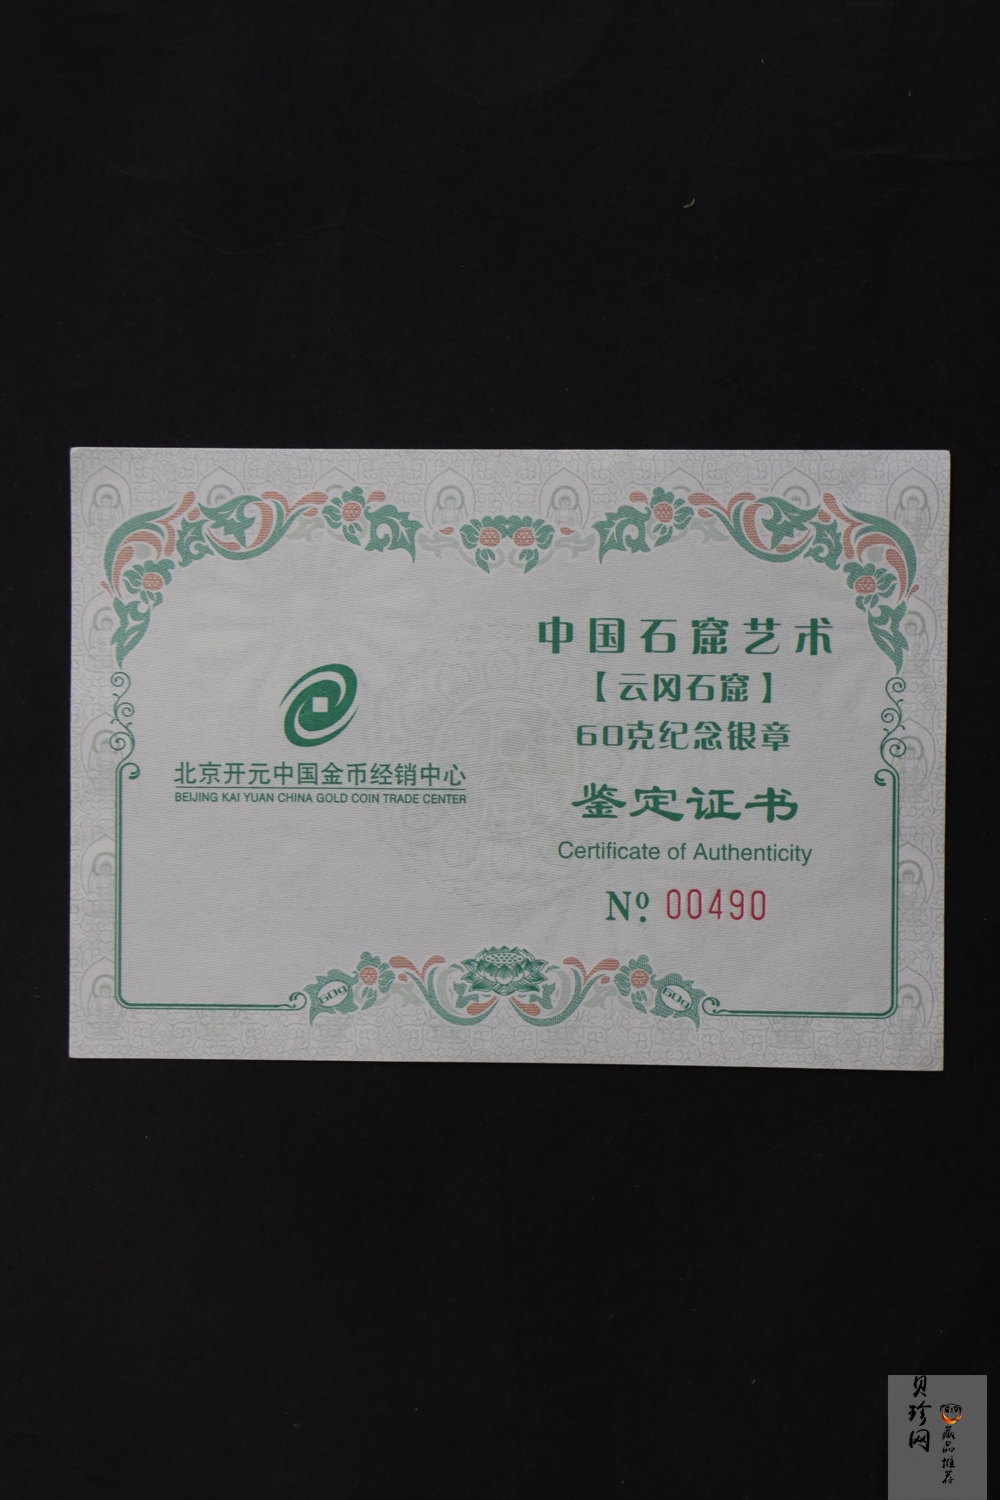 中国石窟艺术
【云冈石窟】
60克纪念银章
鉴定证书
Certificate of Authenticity
Nº. 00490
北京开元中国金币经销中心
BEIJING KAI YUAN CHINA GOLD COIN TRADE CENTER
60g
60g
贝珍网
藏品推荐